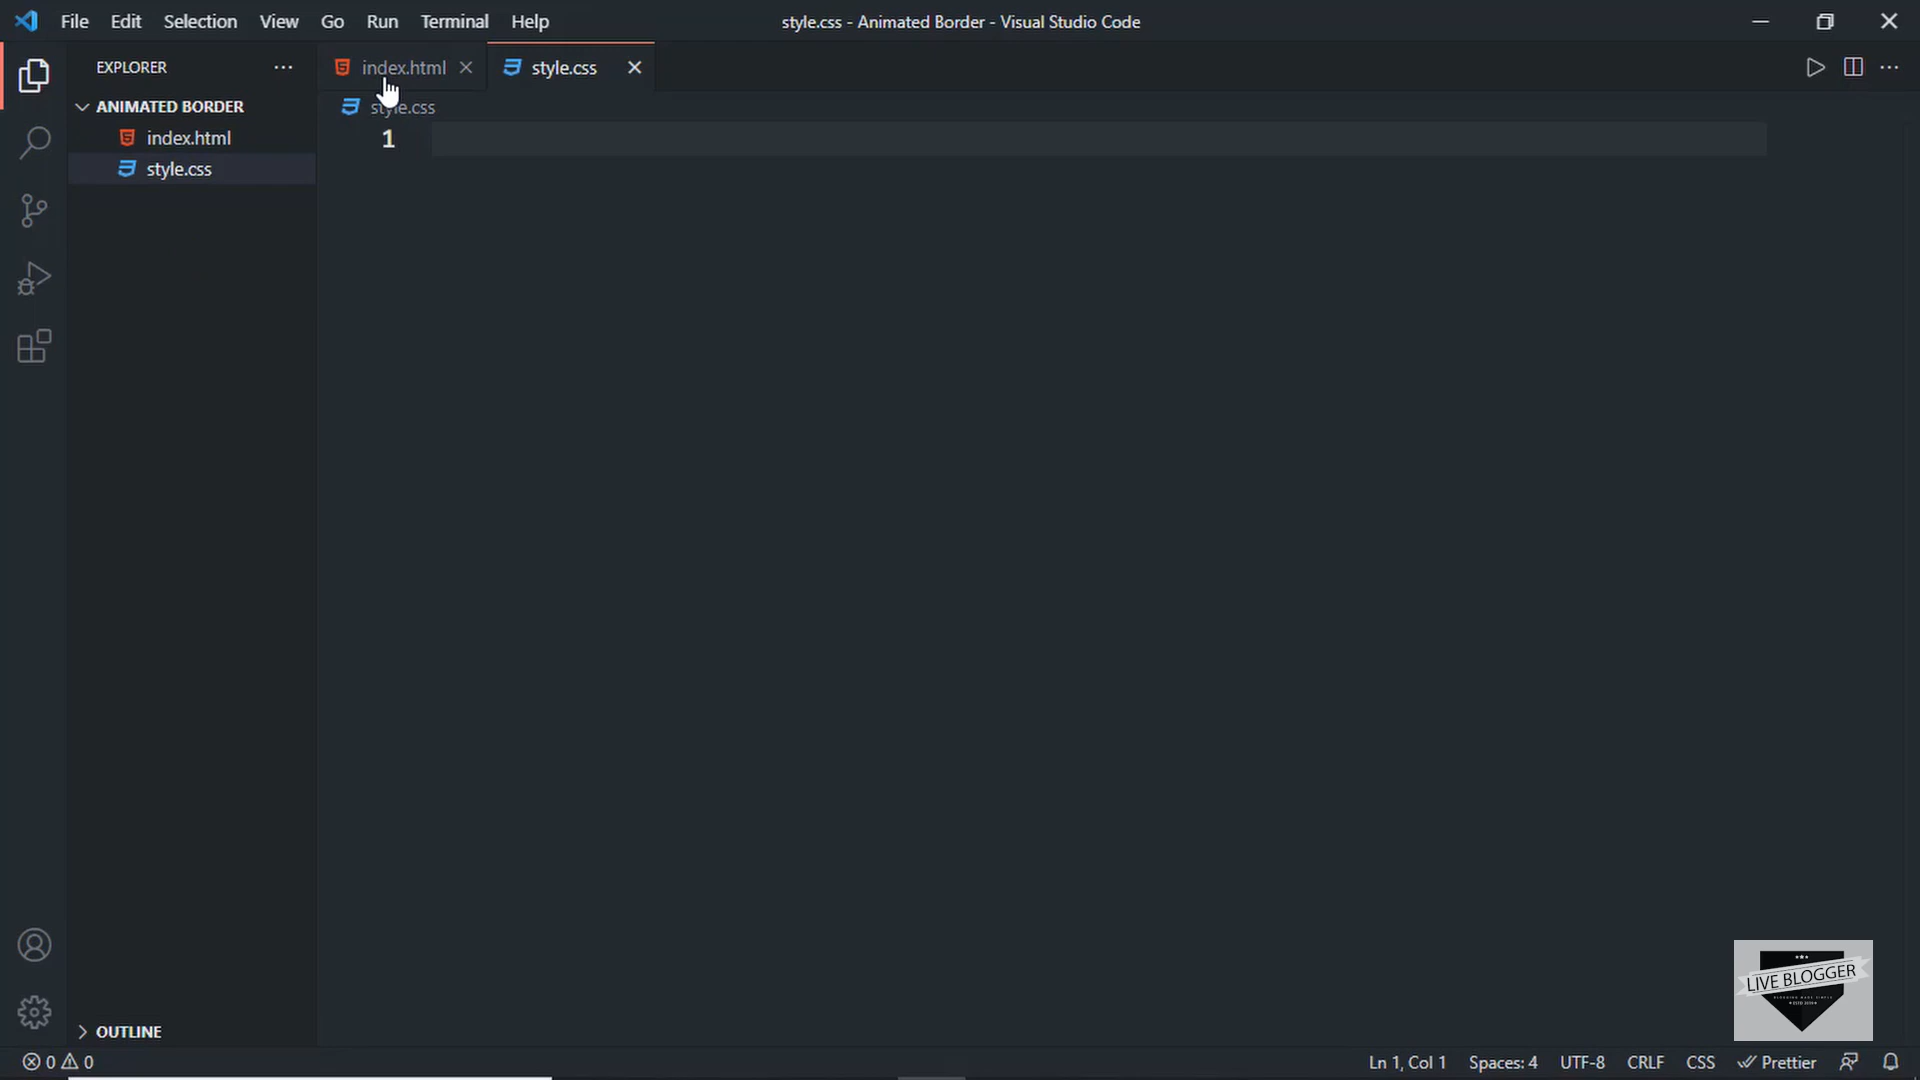 File Edit Selection View Go Run Terminal Help
style.css - Animated Border - Visual Studio Code
EXPLORER
index.html
style.css
ANIMATED BORDER
style.css
index.html
1
style.css
OUTLINE
LIVE BLOGGER
0 0
Ln 1, Col 1 Spaces: 4 UTF-8 CRLF CSS Prettier